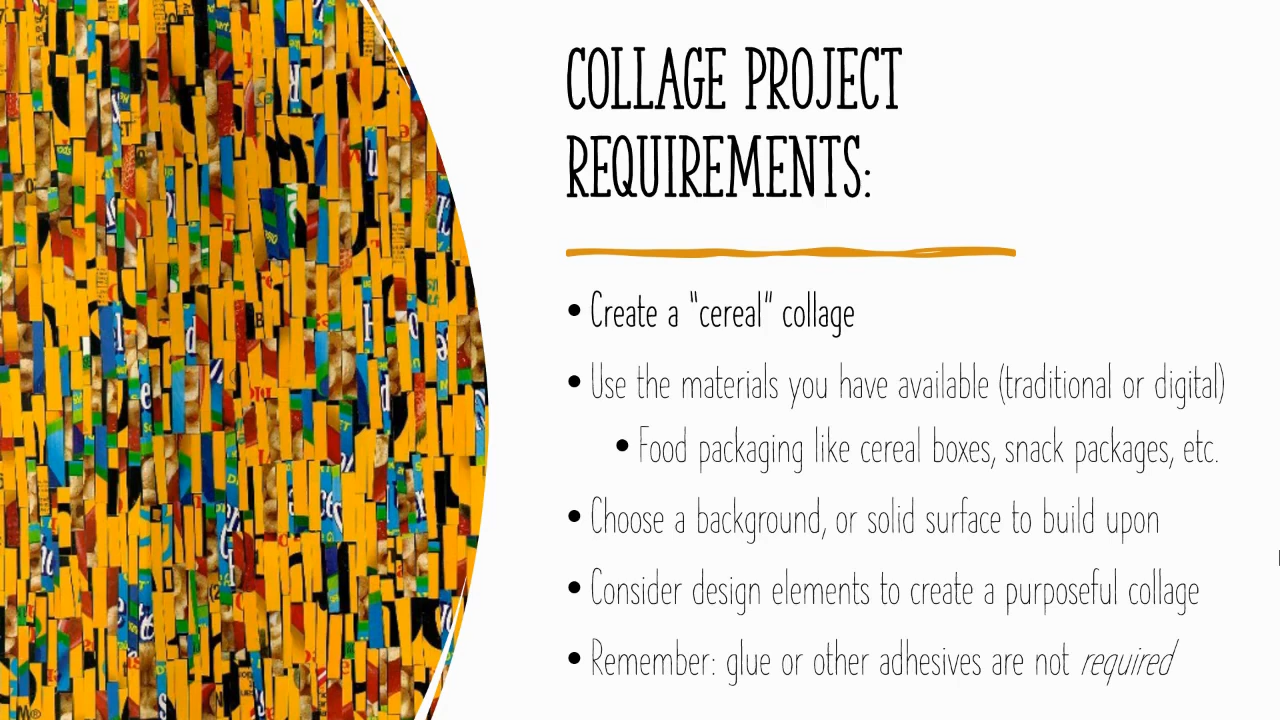 COLLAGE PROJECT
REQUIREMENTS:
• Create a "cereal" collage
• Use the materials you have available (traditional or digital)
• Food packaging like cereal boxes, snack packages, etc.
• Choose a background, or solid surface to build upon
• Consider design elements to create a purposeful collage
• Remember: glue or other adhesives are not required